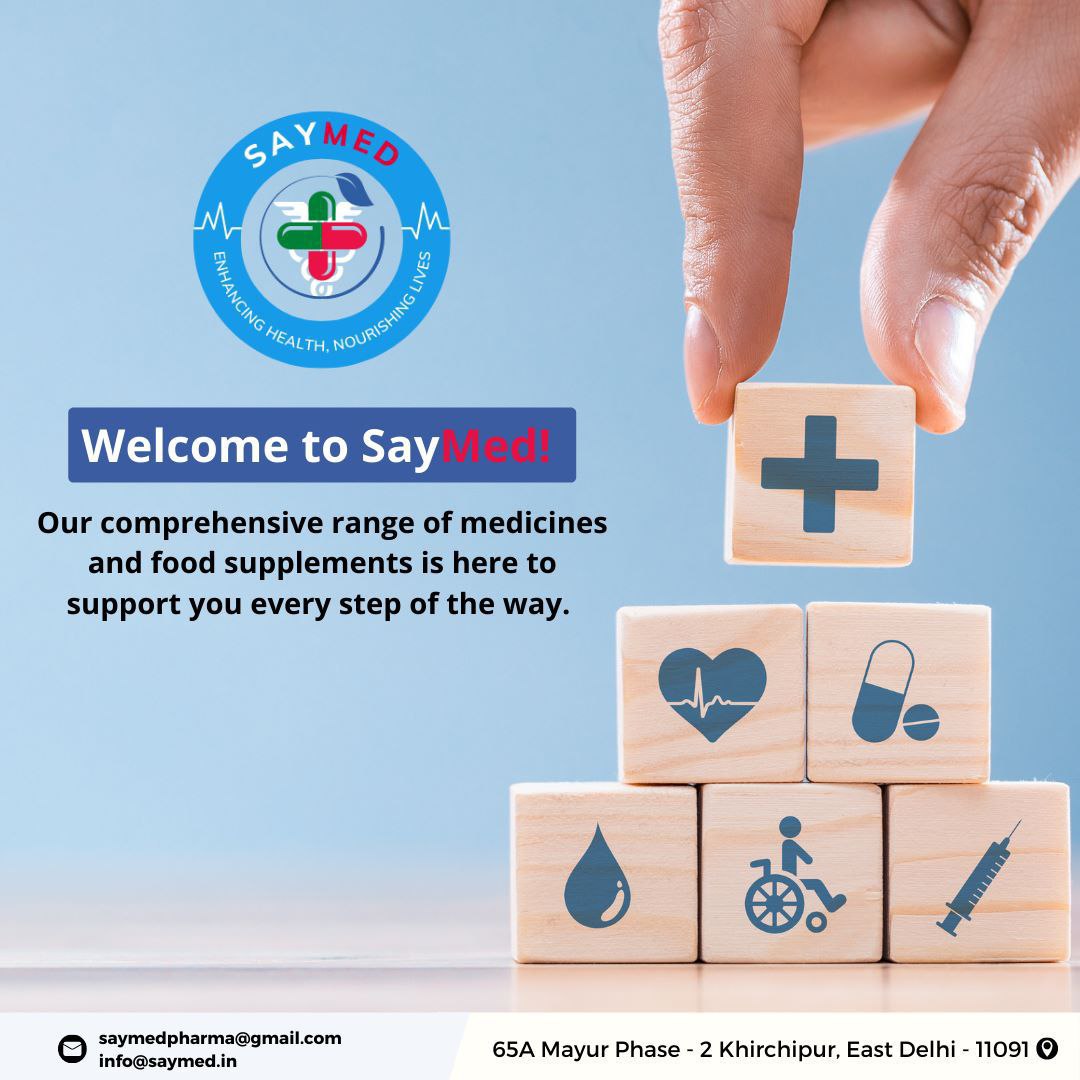 SAYMED
ENHANCING HEALTH, NOURISHING LIVES
Welcome to SayMed!
Our comprehensive range of medicines
and food supplements is here to
support you every step of the way.
saymedpharma@gmail.com
info@saymed.in
65A Mayur Phase - 2 Khirchipur, East Delhi - 11091